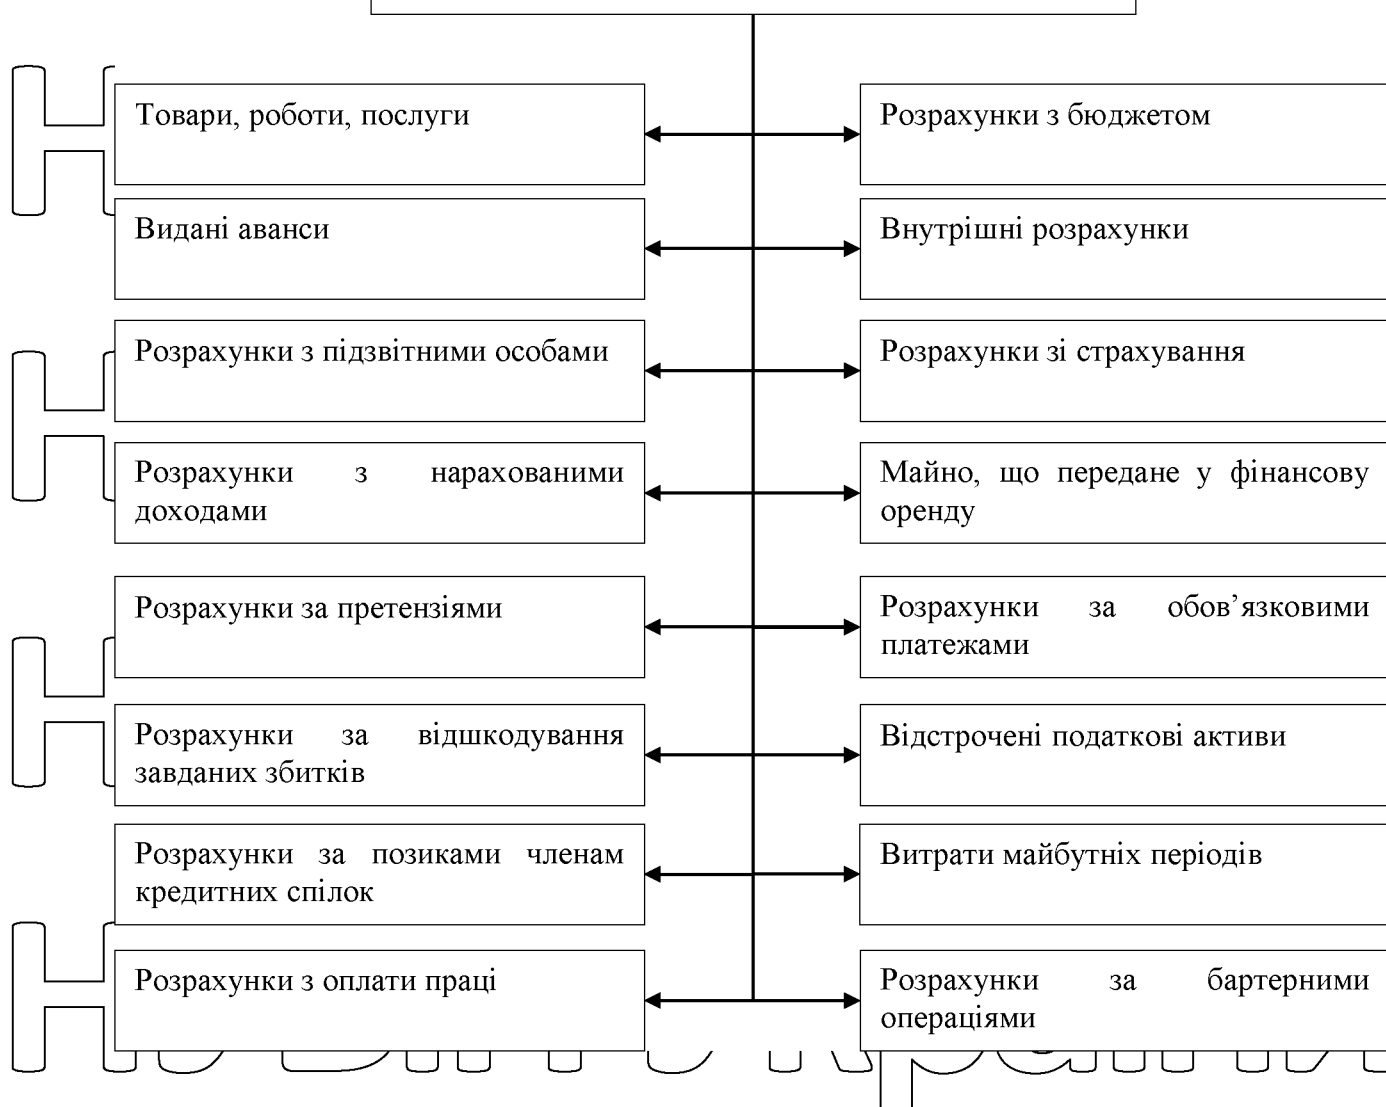 Товари, роботи, послуги
Розрахунки з бюджетом
Видані аванси
Внутрішні розрахунки
Розрахунки з підзвітними особами
Розрахунки зі страхування
Розрахунки з нарахованими
доходами
Майно, що передане у фінансову
оренду
Розрахунки за претензіями
Розрахунки за обов’язковими
платежами
Розрахунки за відшкодування
завданих збитків
Відстрочені податкові активи
Розрахунки за позиками членам
кредитних спілок
Витрати майбутніх періодів
Розрахунки з оплати праці
Розрахунки за бартерними
операціями